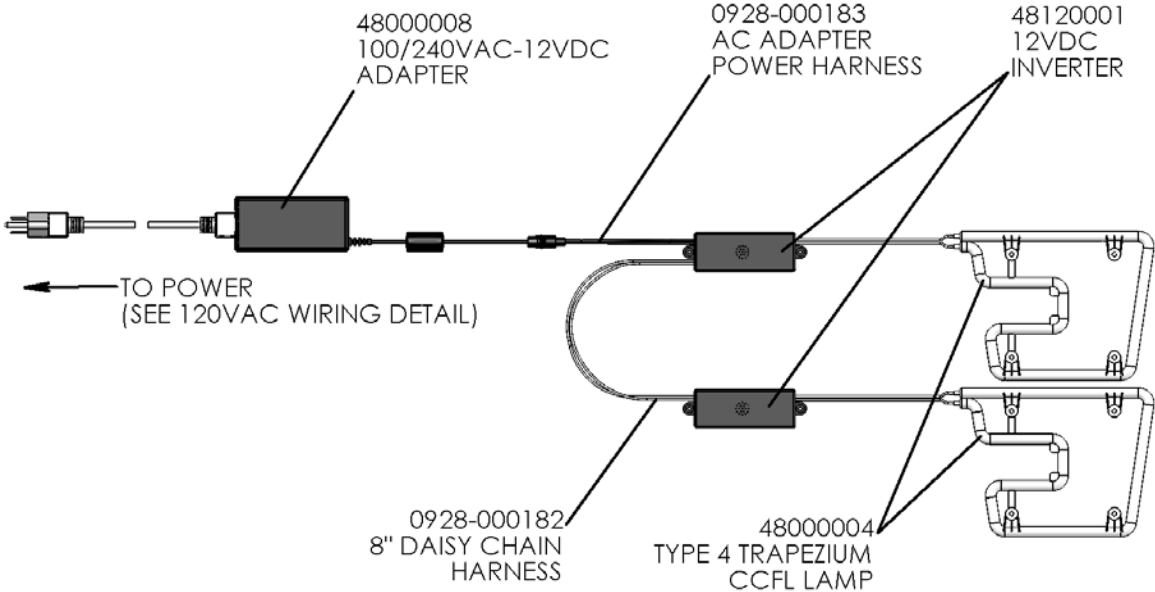 48000008
100/240VAC-12VDC
ADAPTER
0928-000183
AC ADAPTER
POWER HARNESS
48120001
12VDC
INVERTER
TO POWER
(SEE 120VAC WIRING DETAIL)
0928-000182
8" DAISY CHAIN
HARNESS
48000004
TYPE 4 TRAPEZIUM
CCFL LAMP